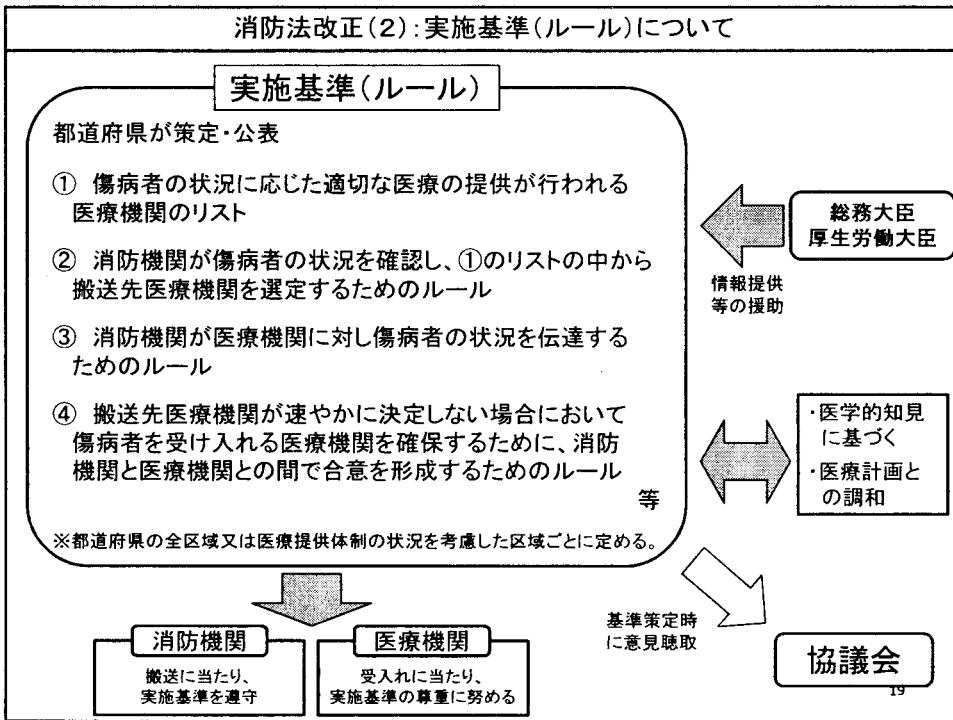 消防法改正(2):実施基準(ルール)について
実施基準(ルール)
都道府県が策定・公表
① 傷病者の状況に応じた適切な医療の提供が行われる
医療機関のリスト
② 消防機関が傷病者の状況を確認し、①のリストの中から
搬送先医療機関を選定するためのルール
③ 消防機関が医療機関に対し傷病者の状況を伝達する
ためのルール
④ 搬送先医療機関が速やかに決定しない場合において
傷病者を受け入れる医療機関を確保するために、消防
機関と医療機関との間で合意を形成するためのルール
等
※都道府県の全区域又は医療提供体制の状況を考慮した区域ごとに定める。
総務大臣
厚生労働大臣
情報提供
等の援助
・医学的知見
に基づく
・医療計画と
の調和
基準策定時
に意見聴取
協議会
消防機関
搬送に当たり、
実施基準を遵守
医療機関
受入れに当たり、
実施基準の尊重に努める
19